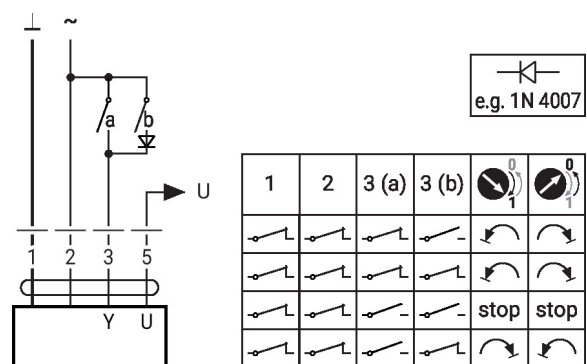 ⊥ ~
a b
e.g. 1N 4007
U
1 2 3 5
Y U
1 2 3 (a) 3 (b) 0 1 0 1
stop stop